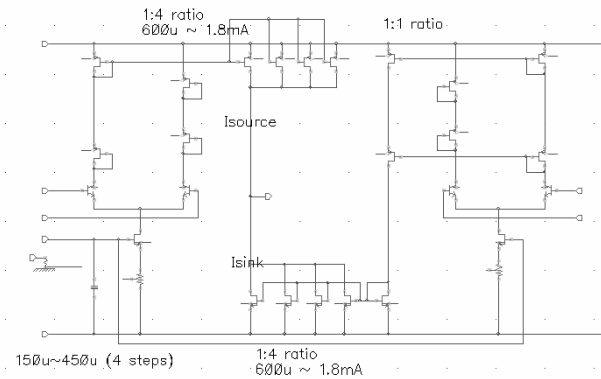 1:4 ratio
600u ~ 1.8mA
1:1 ratio
Isource
Isink
150u~450u (4 steps)
1:4 ratio
600u ~ 1.8mA